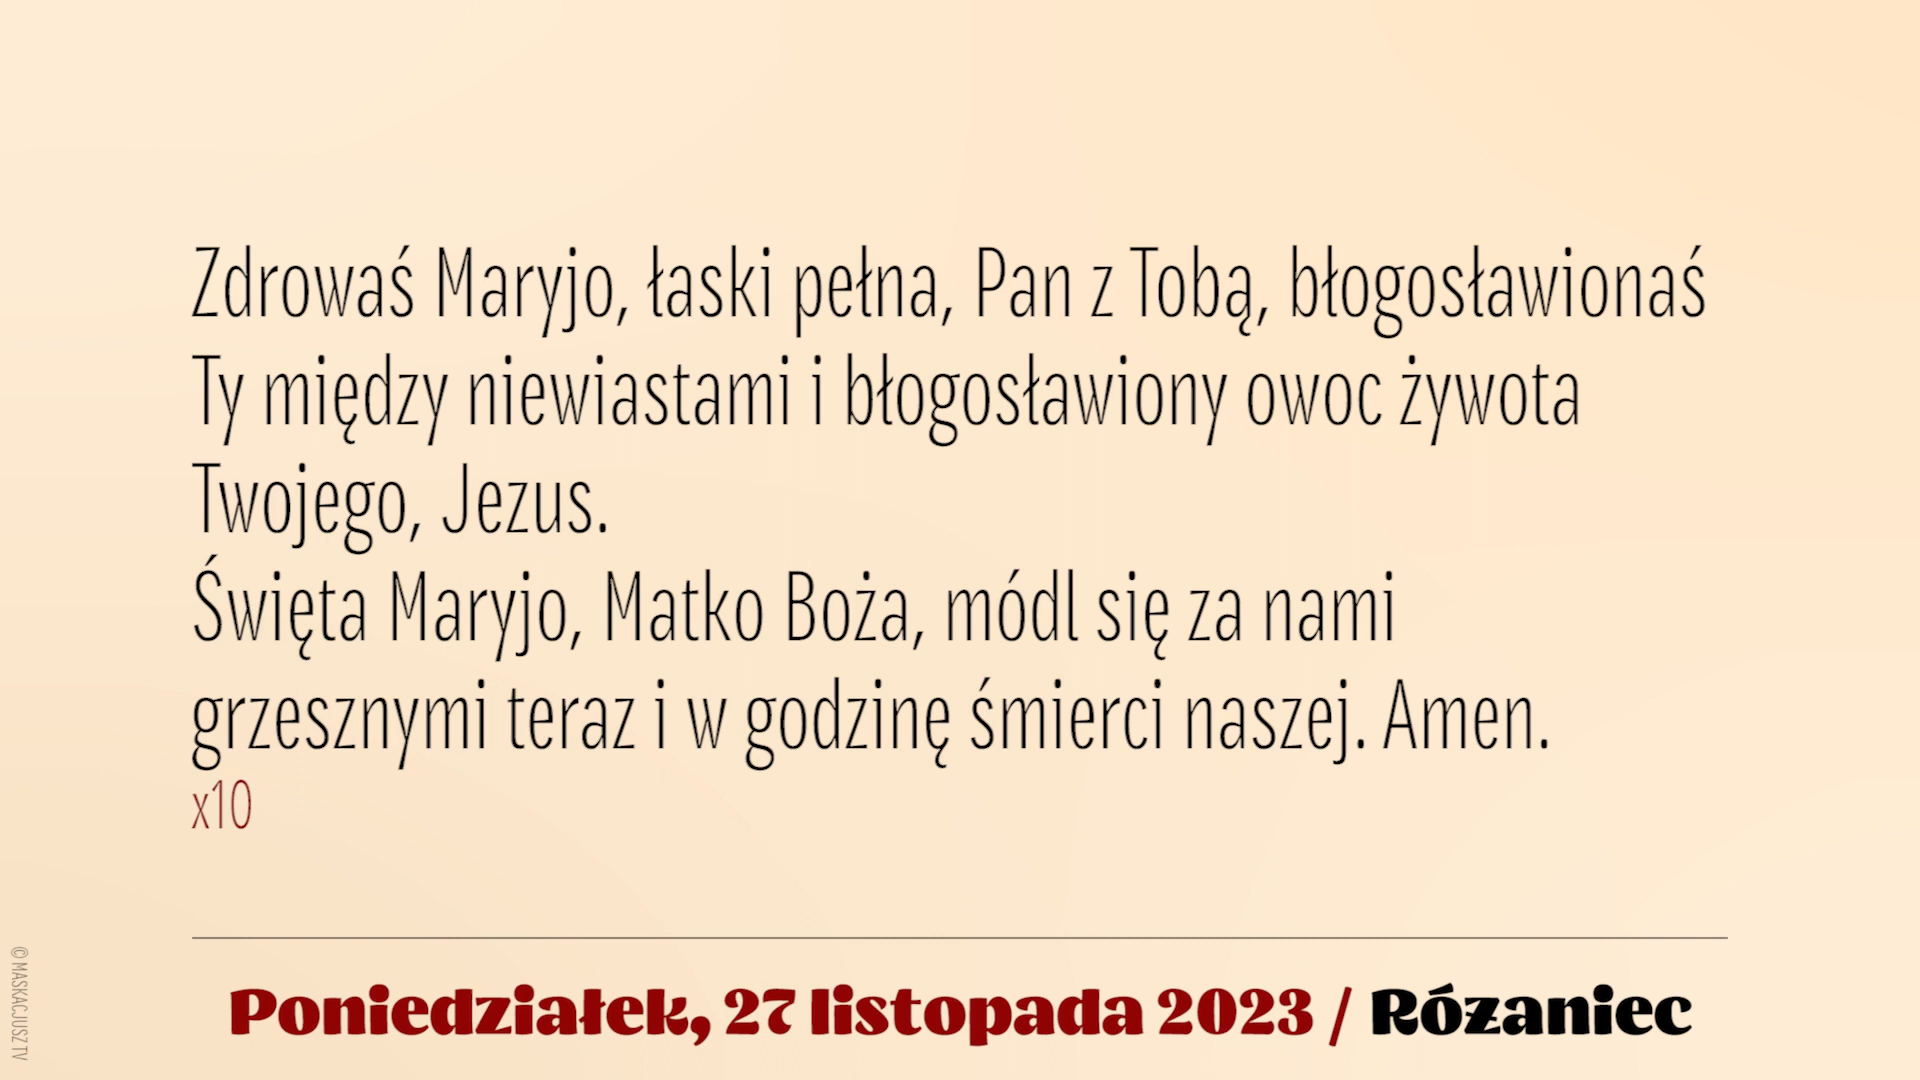 Zdrowaś Maryjo, łaski pełna, Pan z Tobą, błogosławionaś
Ty między niewiastami i błogosławiony owoc żywota
Twojego, Jezus.
Święta Maryjo, Matko Boża, módl się za nami
grzesznymi teraz i w godzinę śmierci naszej. Amen.
x10
Poniedziałek, 27 listopada 2023 / Różaniec
© MASKACJUSZ TV